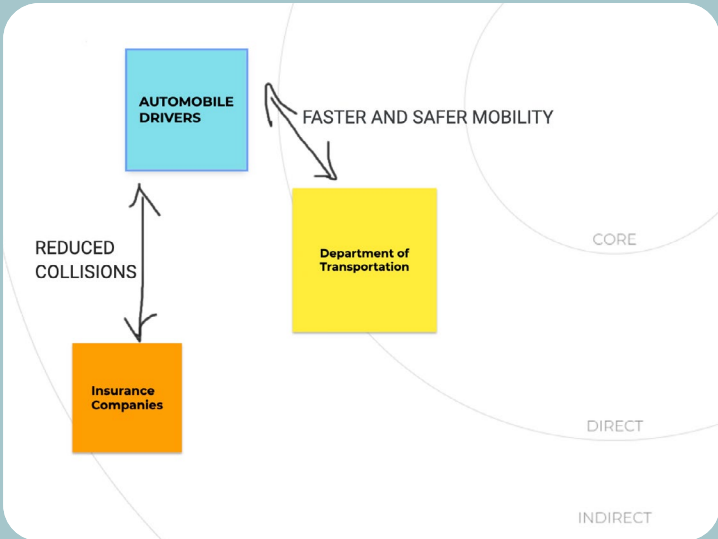 AUTOMOBILE
DRIVERS
FASTER AND SAFER MOBILITY
REDUCED
COLLISIONS
Department of
Transportation
CORE
Insurance
Companies
DIRECT
INDIRECT